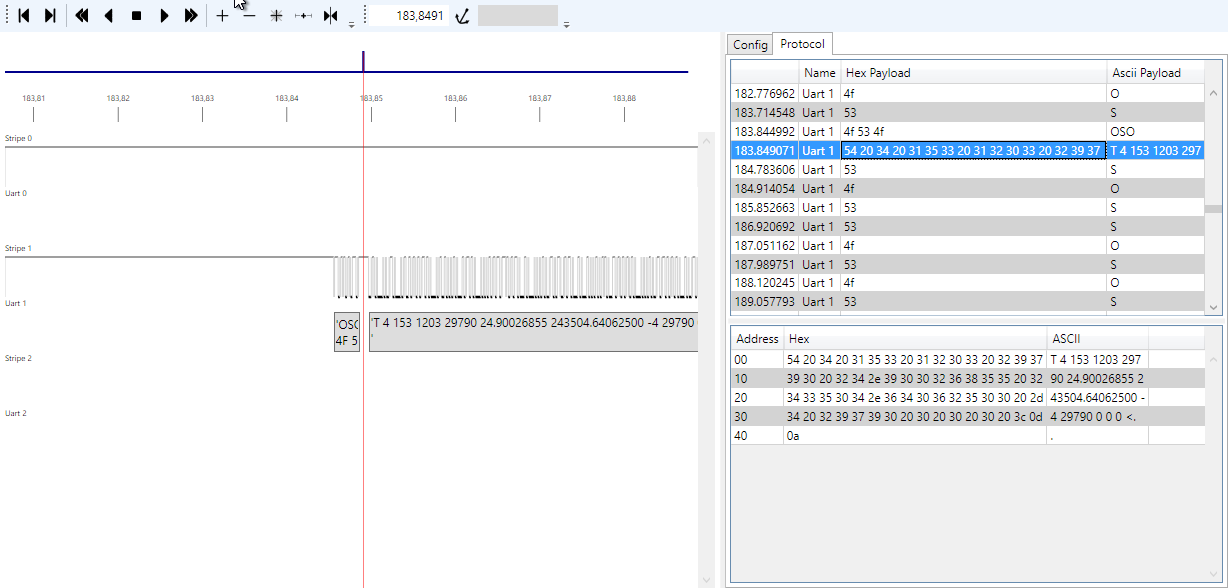 183,8491
183,81 183,82 183,83 183,84 183,85 183,86 183,87 183,88
Stripe 0
Uart 0
Stripe 1
Uart 1
'OSO 'T 4 153 1203 29790 24.90026855 243504.64062500 -4 29790
4F 5
Stripe 2
Uart 2
Config Protocol
Name Hex Payload Ascii Payload
182.776962 Uart 1 4f O
183.714548 Uart 1 53 S
183.844992 Uart 1 4f 53 4f OSO
183.849071 Uart 1 54 20 34 20 31 35 33 20 31 32 30 33 20 32 39 37 T 4 153 1203 297
184.783606 Uart 1 53 S
184.914054 Uart 1 4f O
185.852663 Uart 1 53 S
186.920692 Uart 1 53 S
187.051162 Uart 1 4f O
187.989751 Uart 1 53 S
188.120245 Uart 1 4f O
189.057793 Uart 1 53 S
Address Hex ASCII
00 54 20 34 20 31 35 33 20 31 32 30 33 20 32 39 37 T 4 153 1203 297
10 39 30 20 32 34 2e 39 30 30 32 36 38 35 35 20 32 90 24.90026855 2
20 34 33 35 30 34 2e 36 34 30 36 32 35 30 30 20 2d 43504.64062500 -
30 34 20 32 39 37 39 30 20 30 20 30 20 30 20 3c 0d 4 29790 0 0 0 <.
40 0a .